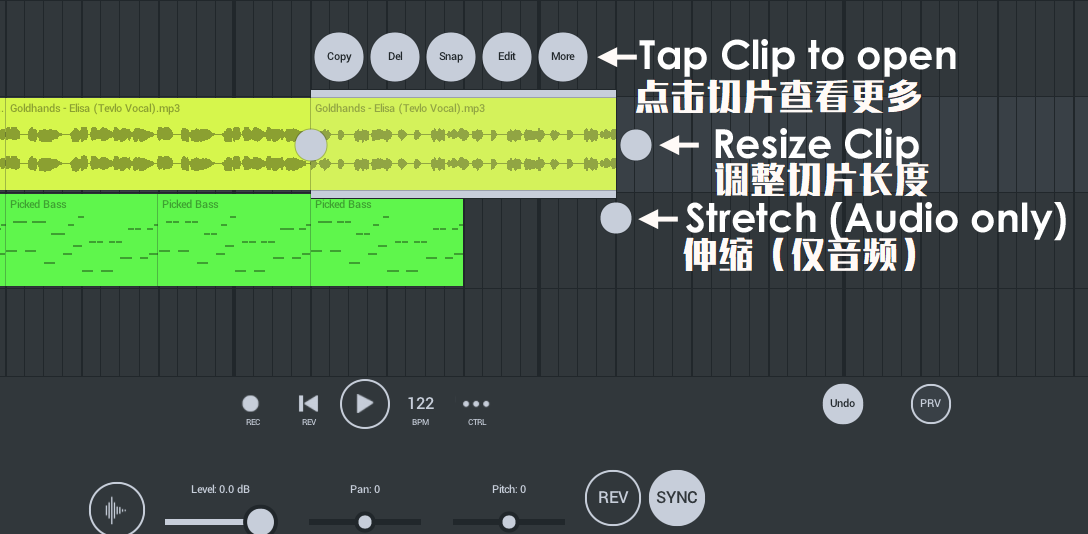 Copy Del Snap Edit More
Tap Clip to open
点击切片查看更多
. Goldhands - Elisa (Tevlo Vocal).mp3 Goldhands - Elisa (Tevlo Vocal).mp3
Resize Clip
调整切片长度
Picked Bass Picked Bass Picked Bass
Stretch (Audio only)
伸缩（仅音频）
122
Undo PRV
REC REV BPM CTRL
Level: 0.0 dB Pan: 0 Pitch: 0
REV SYNC